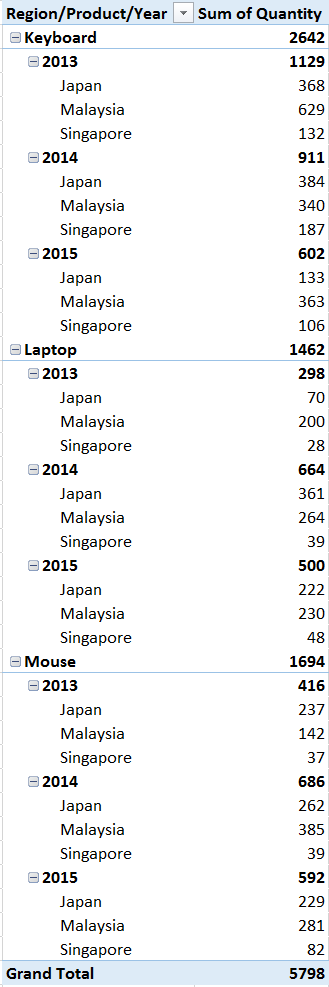 Region/Product/Year Sum of Quantity
Keyboard 2642
2013 1129
Japan 368
Malaysia 629
Singapore 132
2014 911
Japan 384
Malaysia 340
Singapore 187
2015 602
Japan 133
Malaysia 363
Singapore 106
Laptop 1462
2013 298
Japan 70
Malaysia 200
Singapore 28
2014 664
Japan 361
Malaysia 264
Singapore 39
2015 500
Japan 222
Malaysia 230
Singapore 48
Mouse 1694
2013 416
Japan 237
Malaysia 142
Singapore 37
2014 686
Japan 262
Malaysia 385
Singapore 39
2015 592
Japan 229
Malaysia 281
Singapore 82
Grand Total 5798